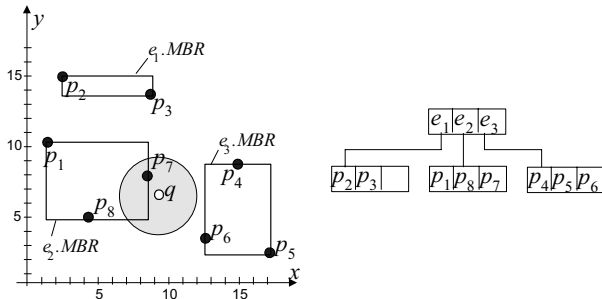 y
e1.MBR
15
p2
p3
e3.MBR
10
p1
p7
p4
q
5
p8
p6
e2.MBR
p5
x
5 10 15
e1 e2 e3
p2 p3
p1 p8 p7
p4 p5 p6